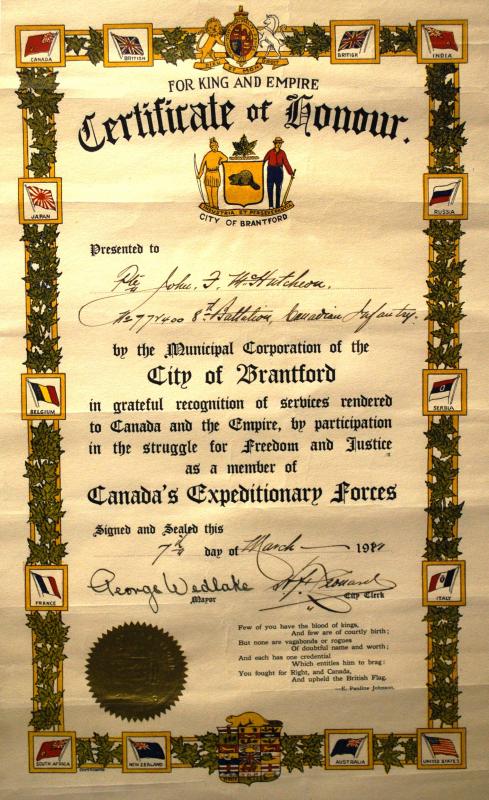 CANADA
BRITISH
BRITISH
INDIA
FOR KING AND EMPIRE
Certificate of Honour.
INDUSTRIA ET PERSEVERANTIA
CITY OF BRANTFORD
JAPAN
RUSSIA
Presented to
Pte John. F. McHutcheon.
No 772400 8th Battalion, Canadian Infantry.
by the Municipal Corporation of the
City of Brantford
in grateful recognition of services rendered
to Canada and the Empire, by participation
in the struggle for Freedom and Justice
as a member of
Canada's Expeditionary Forces
BELGIUM
SERBIA
Signed and Sealed this
7th day of March 19
George Wedlake
Mayor City Clerk
FRANCE
ITALY
Few of you have the blood of kings,
And few are of courtly birth;
But none are vagabonds or rogues
Of doubtful name and worth;
And each has one credential
Which entitles him to brag:
You fought for Right, and Canada,
And upheld the British Flag.
—E. Pauline Johnson.
SOUTH AFRICA
NEW ZEALAND
AUSTRALIA
UNITED STATES